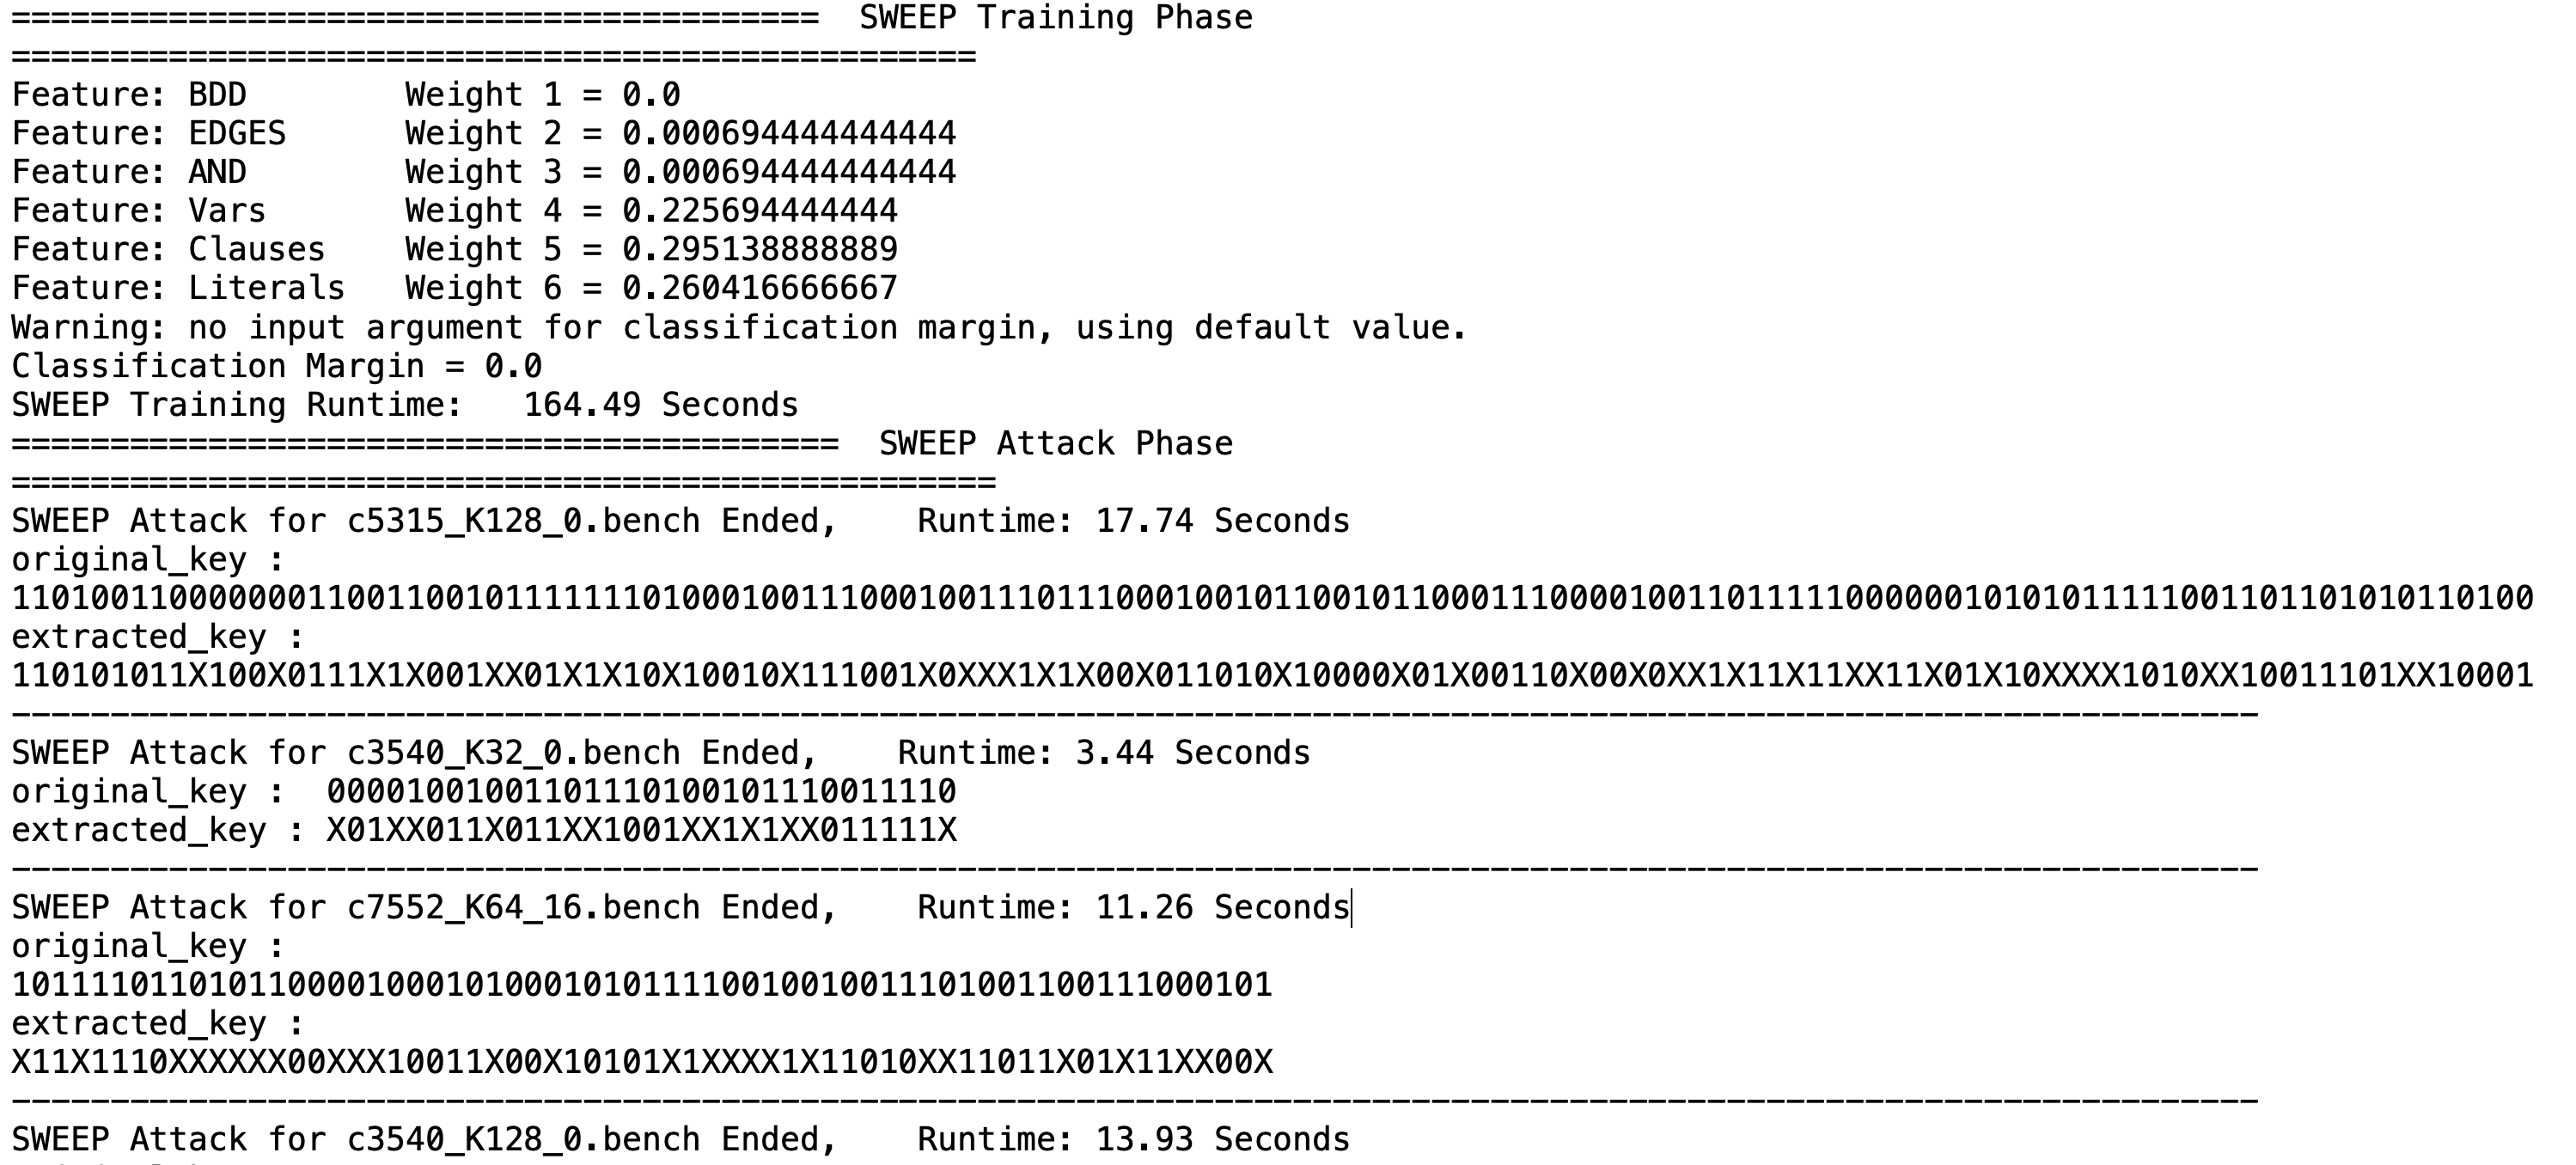 =========================================  SWEEP Training Phase
=================================================
Feature: BDD        Weight 1 = 0.0
Feature: EDGES      Weight 2 = 0.000694444444444
Feature: AND        Weight 3 = 0.000694444444444
Feature: Vars       Weight 4 = 0.225694444444
Feature: Clauses    Weight 5 = 0.295138888889
Feature: Literals   Weight 6 = 0.260416666667
Warning: no input argument for classification margin, using default value.
Classification Margin = 0.0
SWEEP Training Runtime:   164.49 Seconds
==========================================  SWEEP Attack Phase
==================================================
SWEEP Attack for c5315_K128_0.bench Ended,    Runtime: 17.74 Seconds
original_key :
11010011000000011001100101111111010001001110001001110111000100101100101100011100001001101111100000010101011111001101101010110100
extracted_key :
110101011X100X0111X1X001XX01X1X10X10010X111001X0XXX1X1X00X011010X10000X01X00110X00X0XX1X11X11XX11X01X10XXXX1010XX10011101XX10001
------------------------------------------------------------------------------------------------------------------
SWEEP Attack for c3540_K32_0.bench Ended,    Runtime: 3.44 Seconds
original_key :  00001001001101110100101110011110
extracted_key : X01XX011X011XX1001XX1X1XX011111X
------------------------------------------------------------------------------------------------------------------
SWEEP Attack for c7552_K64_16.bench Ended,    Runtime: 11.26 Seconds
original_key :
1011110110101100001000101000101011110010010011101001100111000101
extracted_key :
X11X1110XXXXXX00XXX10011X00X10101X1XXXX1X11010XX11011X01X11XX00X
------------------------------------------------------------------------------------------------------------------
SWEEP Attack for c3540_K128_0.bench Ended,    Runtime: 13.93 Seconds